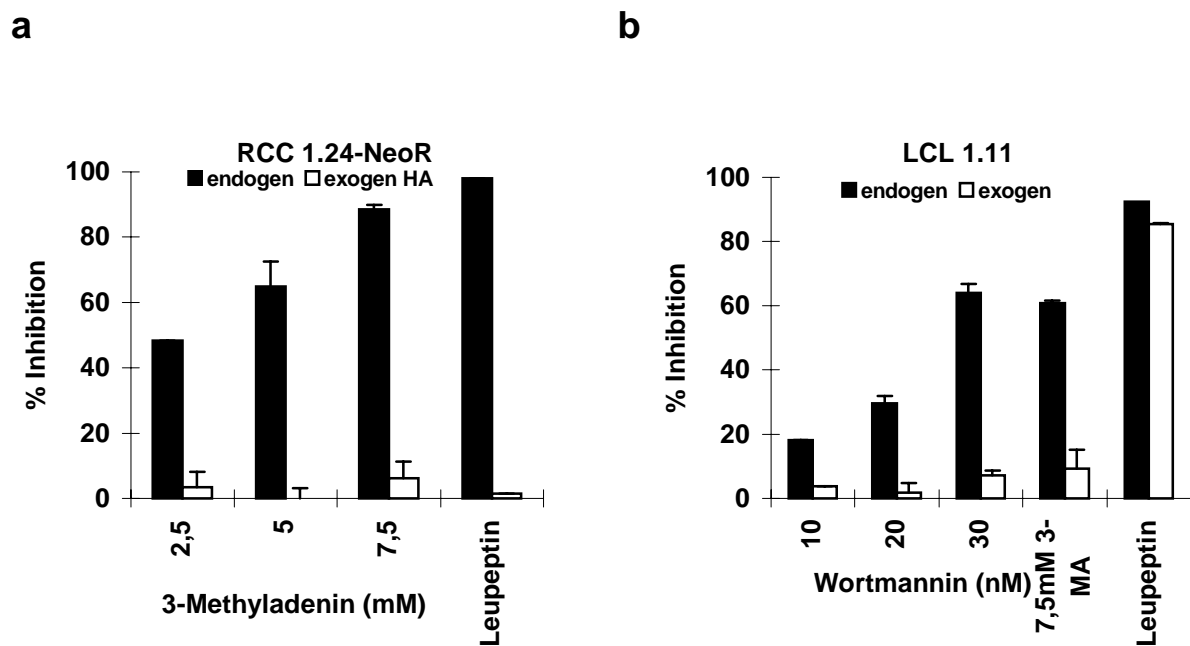 a
RCC 1.24-NeoR
endogen exogen HA
% Inhibition
100
80
60
40
20
0
2,5
5
7,5
Leupeptin
3-Methyladenin (mM)
b
LCL 1.11
endogen exogen
% Inhibition
100
80
60
40
20
0
10
20
30
7,5mM 3-
MA
Leupeptin
Wortmannin (nM)